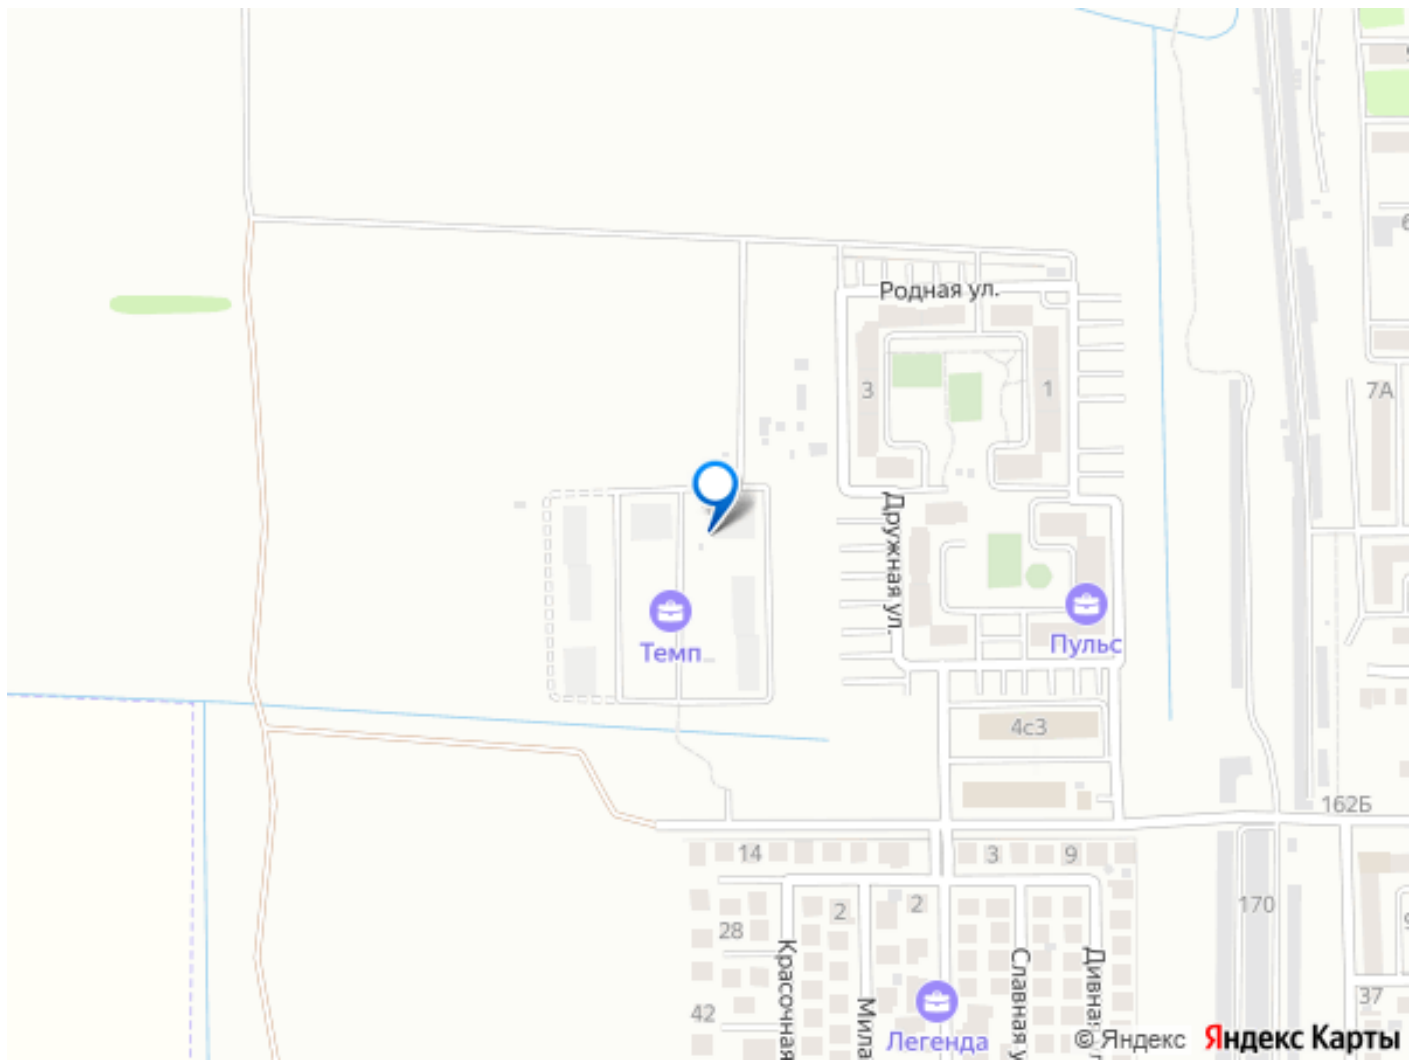 Родная ул.
3
1
7А
Дружная ул.
Темп
Пульс
4с3
162Б
14
3
9
170
2
2
28
Красочная
Славная у
Дивная
Мила
42
37
Легенда
© Яндекс
Яндекс Карты